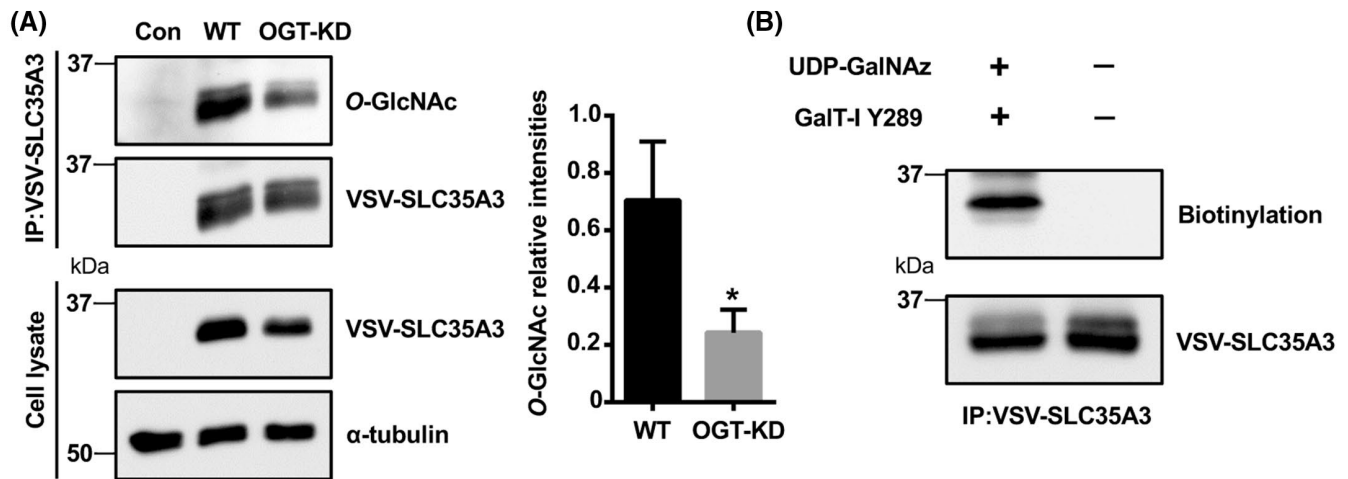 (A)
Con WT OGT-KD
IP:VSV-SLC35A3
37
O-GlcNAc
37
VSV-SLC35A3
kDa
Cell lysate
37
VSV-SLC35A3
50
α-tubulin
O-GlcNAc relative intensities
1.0
0.8
0.6
0.4
0.2
0
*
WT OGT-KD
(B)
UDP-GalNAz + −
GalT-I Y289 + −
37
Biotinylation
kDa
37
VSV-SLC35A3
IP:VSV-SLC35A3